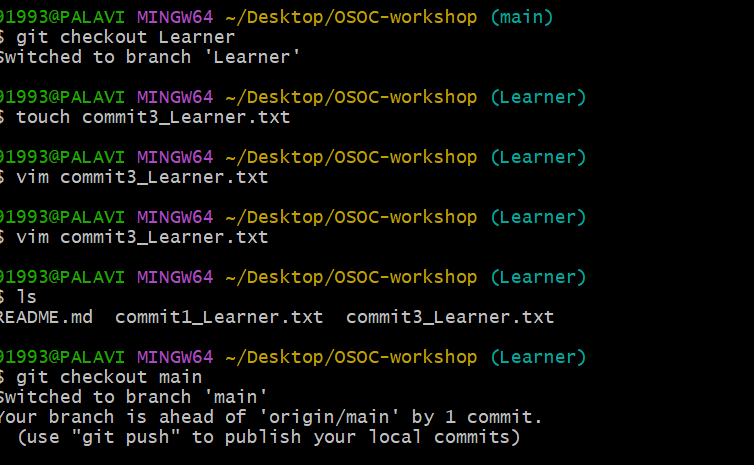 91993@PALAVI MINGW64 ~/Desktop/OSOC-workshop (main)
$ git checkout Learner
Switched to branch 'Learner'
91993@PALAVI MINGW64 ~/Desktop/OSOC-workshop (Learner)
$ touch commit3_Learner.txt
91993@PALAVI MINGW64 ~/Desktop/OSOC-workshop (Learner)
$ vim commit3_Learner.txt
91993@PALAVI MINGW64 ~/Desktop/OSOC-workshop (Learner)
$ vim commit3_Learner.txt
91993@PALAVI MINGW64 ~/Desktop/OSOC-workshop (Learner)
$ ls
README.md  commit1_Learner.txt  commit3_Learner.txt
91993@PALAVI MINGW64 ~/Desktop/OSOC-workshop (Learner)
$ git checkout main
Switched to branch 'main'
Your branch is ahead of 'origin/main' by 1 commit.
  (use "git push" to publish your local commits)